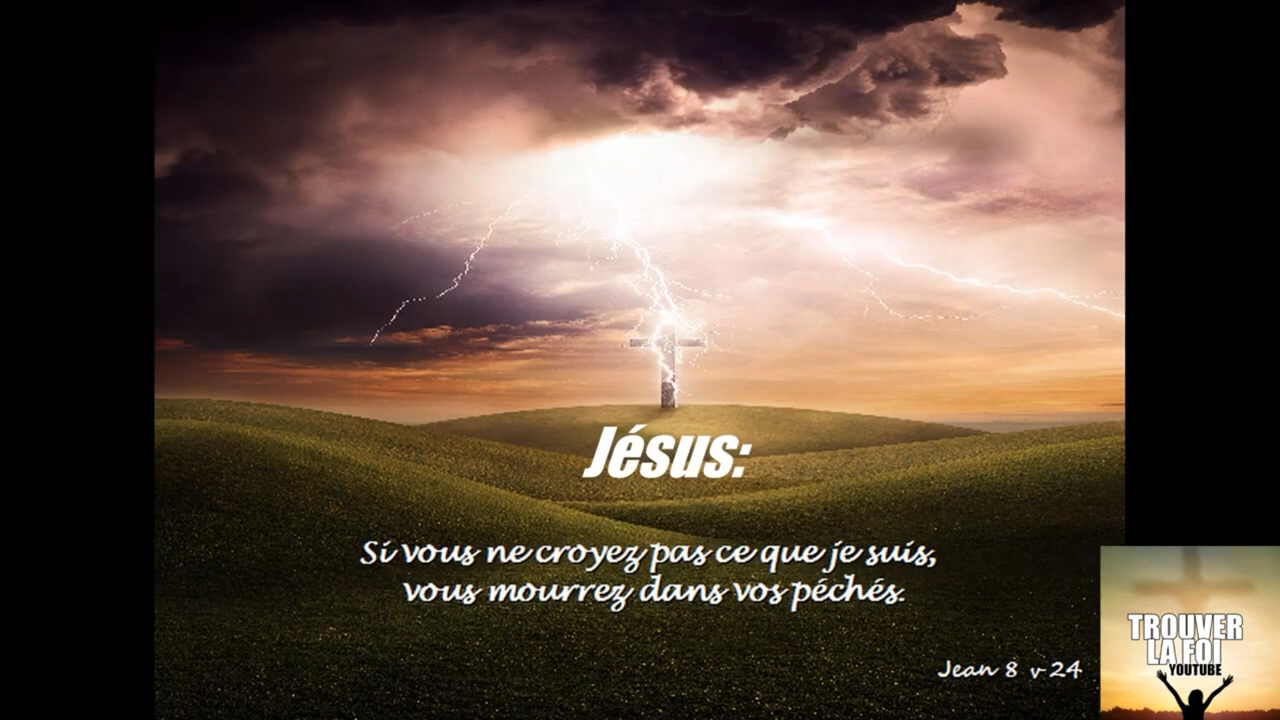 Jésus:
Si vous ne croyez pas ce que je suis,
vous mourrez dans vos péchés.
Jean 8 v 24
TROUVER
LA FOI
YOUTUBE